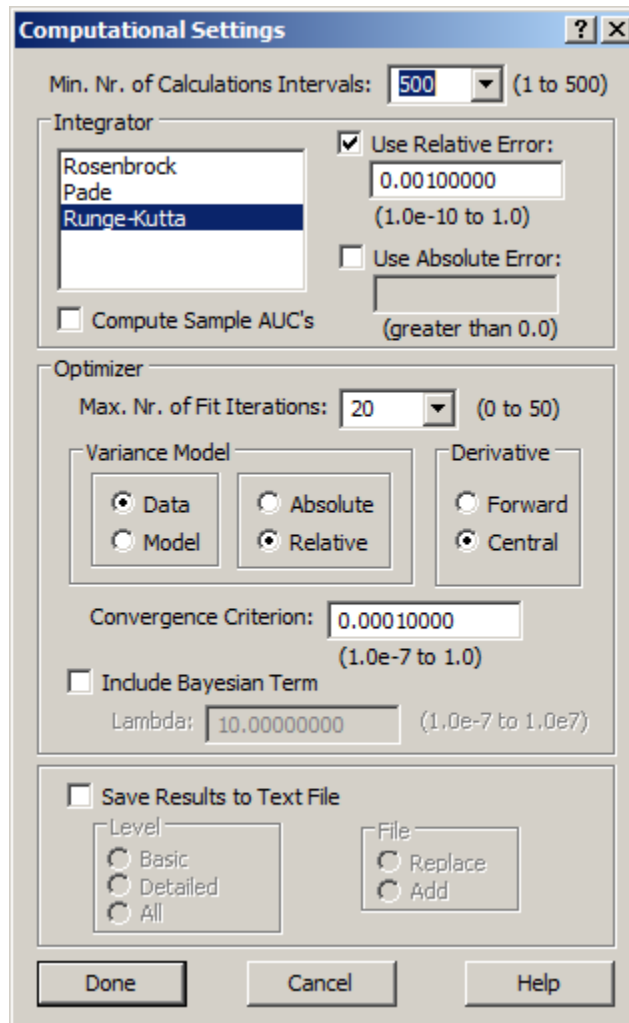 Computational Settings
Min. Nr. of Calculations Intervals: 500 (1 to 500)
Integrator
Rosenbrock
Pade
Runge-Kutta
Use Relative Error:
0.00100000
(1.0e-10 to 1.0)
Use Absolute Error:
(greater than 0.0)
Compute Sample AUC's
Optimizer
Max. Nr. of Fit Iterations: 20 (0 to 50)
Variance Model
Data
Model
Absolute
Relative
Derivative
Forward
Central
Convergence Criterion: 0.00010000
(1.0e-7 to 1.0)
Include Bayesian Term
Lambda: 10.00000000 (1.0e-7 to 1.0e7)
Save Results to Text File
Level
Basic
Detailed
All
File
Replace
Add
Done Cancel Help